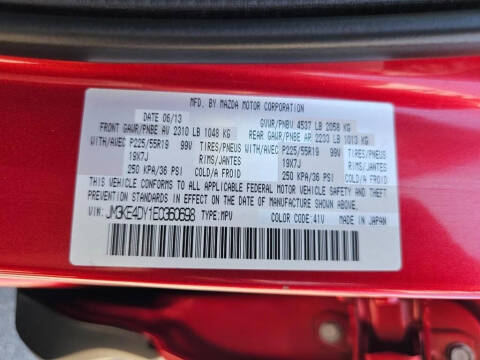 MFD. BY MAZDA MOTOR CORPORATION
DATE 06/13 GVWR/PNBV 4537 LB 2058 KG
FRONT GAWR/PNBE AV 2310 LB 1048 KG REAR GAWR/PNBE AR 2233 LB 1013 KG
WITH/AVEC P225/55R19 99V TIRES/PNEUS WITH/AVEC P225/55R19 99V TIRES/PNEUS
19X7J RIMS/JANTES 19X7J RIMS/JANTES
250 KPA/36 PSI COLD/A FROID 250 KPA/36 PSI COLD/A FROID
THIS VEHICLE CONFORMS TO ALL APPLICABLE FEDERAL MOTOR VEHICLE SAFETY AND THEFT
PREVENTION STANDARDS IN EFFECT ON THE DATE OF MANUFACTURE SHOWN ABOVE.
VIN: JM3KE4DY1E0360698 TYPE: MPV COLOR CODE: 41V MADE IN JAPAN